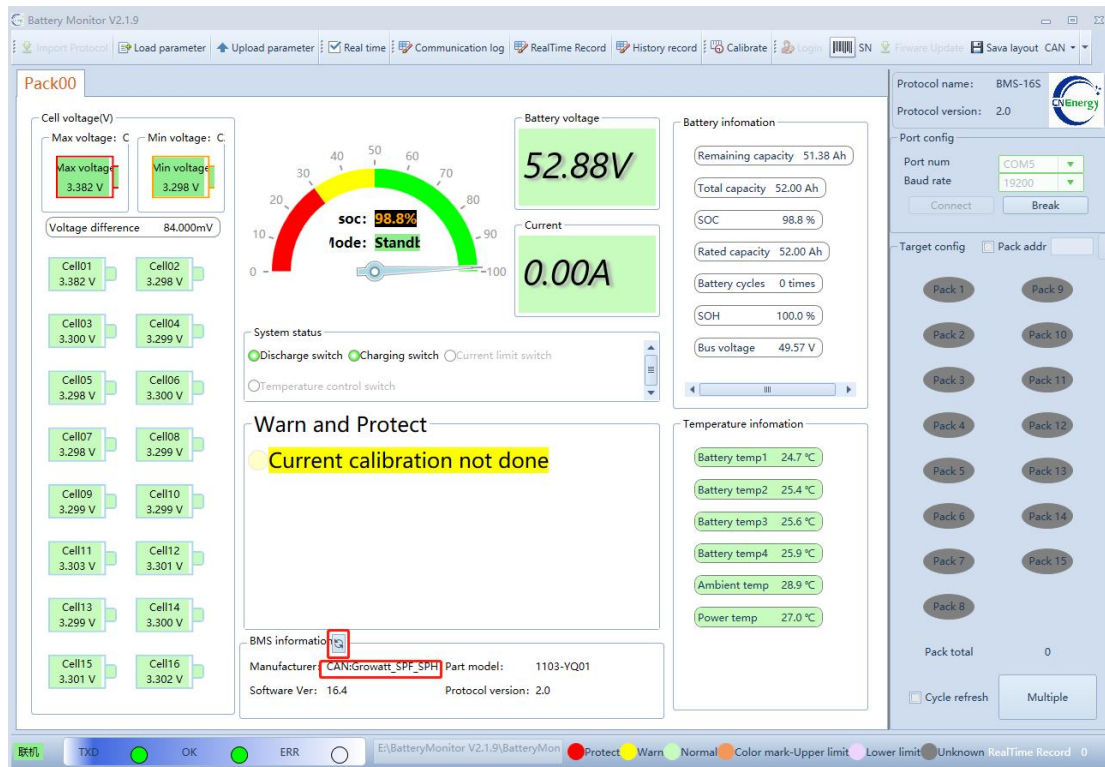 Battery Monitor V2.1.9
Import Protocol Load parameter Upload parameter Real time Communication log RealTime Record History record Calibrate Login SN Firware Update Sava layout CAN
Pack00
Cell voltage(V)
Max voltage: C Min voltage: C
Max voltage Min voltage
3.382 V 3.298 V
Voltage difference 84.000mV
Cell01 Cell02
3.382 V 3.298 V
Cell03 Cell04
3.300 V 3.299 V
Cell05 Cell06
3.298 V 3.300 V
Cell07 Cell08
3.298 V 3.299 V
Cell09 Cell10
3.299 V 3.299 V
Cell11 Cell12
3.303 V 3.301 V
Cell13 Cell14
3.299 V 3.300 V
Cell15 Cell16
3.301 V 3.302 V
0 10 20 30 40 50 60 70 80 90 100
soc: 98.8%
Mode: Standb
Battery voltage
52.88V
Current
0.00A
System status
Discharge switch Charging switch Current limit switch
Temperature control switch
Warn and Protect
Current calibration not done
BMS information
Manufacturer: CAN:Growatt_SPF_SPH Part model: 1103-YQ01
Software Ver: 16.4 Protocol version: 2.0
Battery infomation
Remaining capacity 51.38 Ah
Total capacity 52.00 Ah
SOC 98.8 %
Rated capacity 52.00 Ah
Battery cycles 0 times
SOH 100.0 %
Bus voltage 49.57 V
Temperature infomation
Battery temp1 24.7 ℃
Battery temp2 25.4 ℃
Battery temp3 25.6 ℃
Battery temp4 25.9 ℃
Ambient temp 28.9 ℃
Power temp 27.0 ℃
Protocol name: BMS-16S
Protocol version: 2.0
CNEnergy
Port config
Port num COM5
Baud rate 19200
Connect Break
Target config Pack addr
Pack 1 Pack 9
Pack 2 Pack 10
Pack 3 Pack 11
Pack 4 Pack 12
Pack 5 Pack 13
Pack 6 Pack 14
Pack 7 Pack 15
Pack 8
Pack total 0
Cycle refresh Multiple
联机 TXD OK ERR E:\BatteryMonitor V2.1.9\BatteryMon Protect Warn Normal Color mark-Upper limit Lower limit Unknown RealTime Record 0